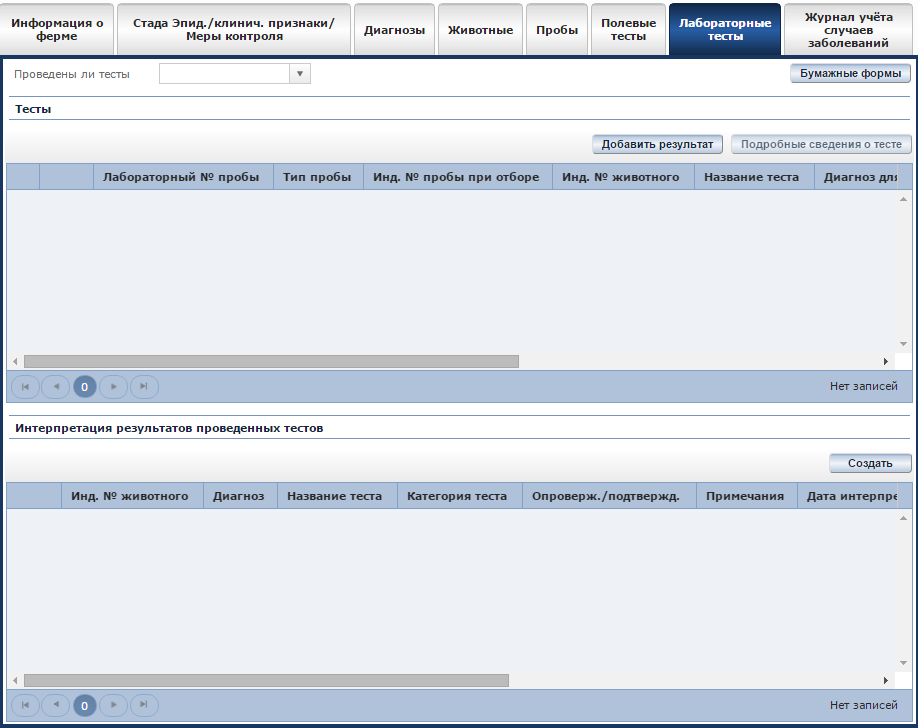 Информация о
ферме
Стада Эпид./клинич. признаки/
Меры контроля
Диагнозы
Животные
Пробы
Полевые
тесты
Лабораторные
тесты
Журнал учёта
случаев
заболеваний
Проведены ли тесты
Бумажные формы
Тесты
Добавить результат
Подробные сведения о тесте
Лабораторный № пробы
Тип пробы
Инд. № пробы при отборе
Инд. № животного
Название теста
Диагноз для
0
Нет записей
Интерпретация результатов проведенных тестов
Создать
Инд. № животного
Диагноз
Название теста
Категория теста
Опроверж./подтвержд.
Примечания
Дата интерпре
0
Нет записей